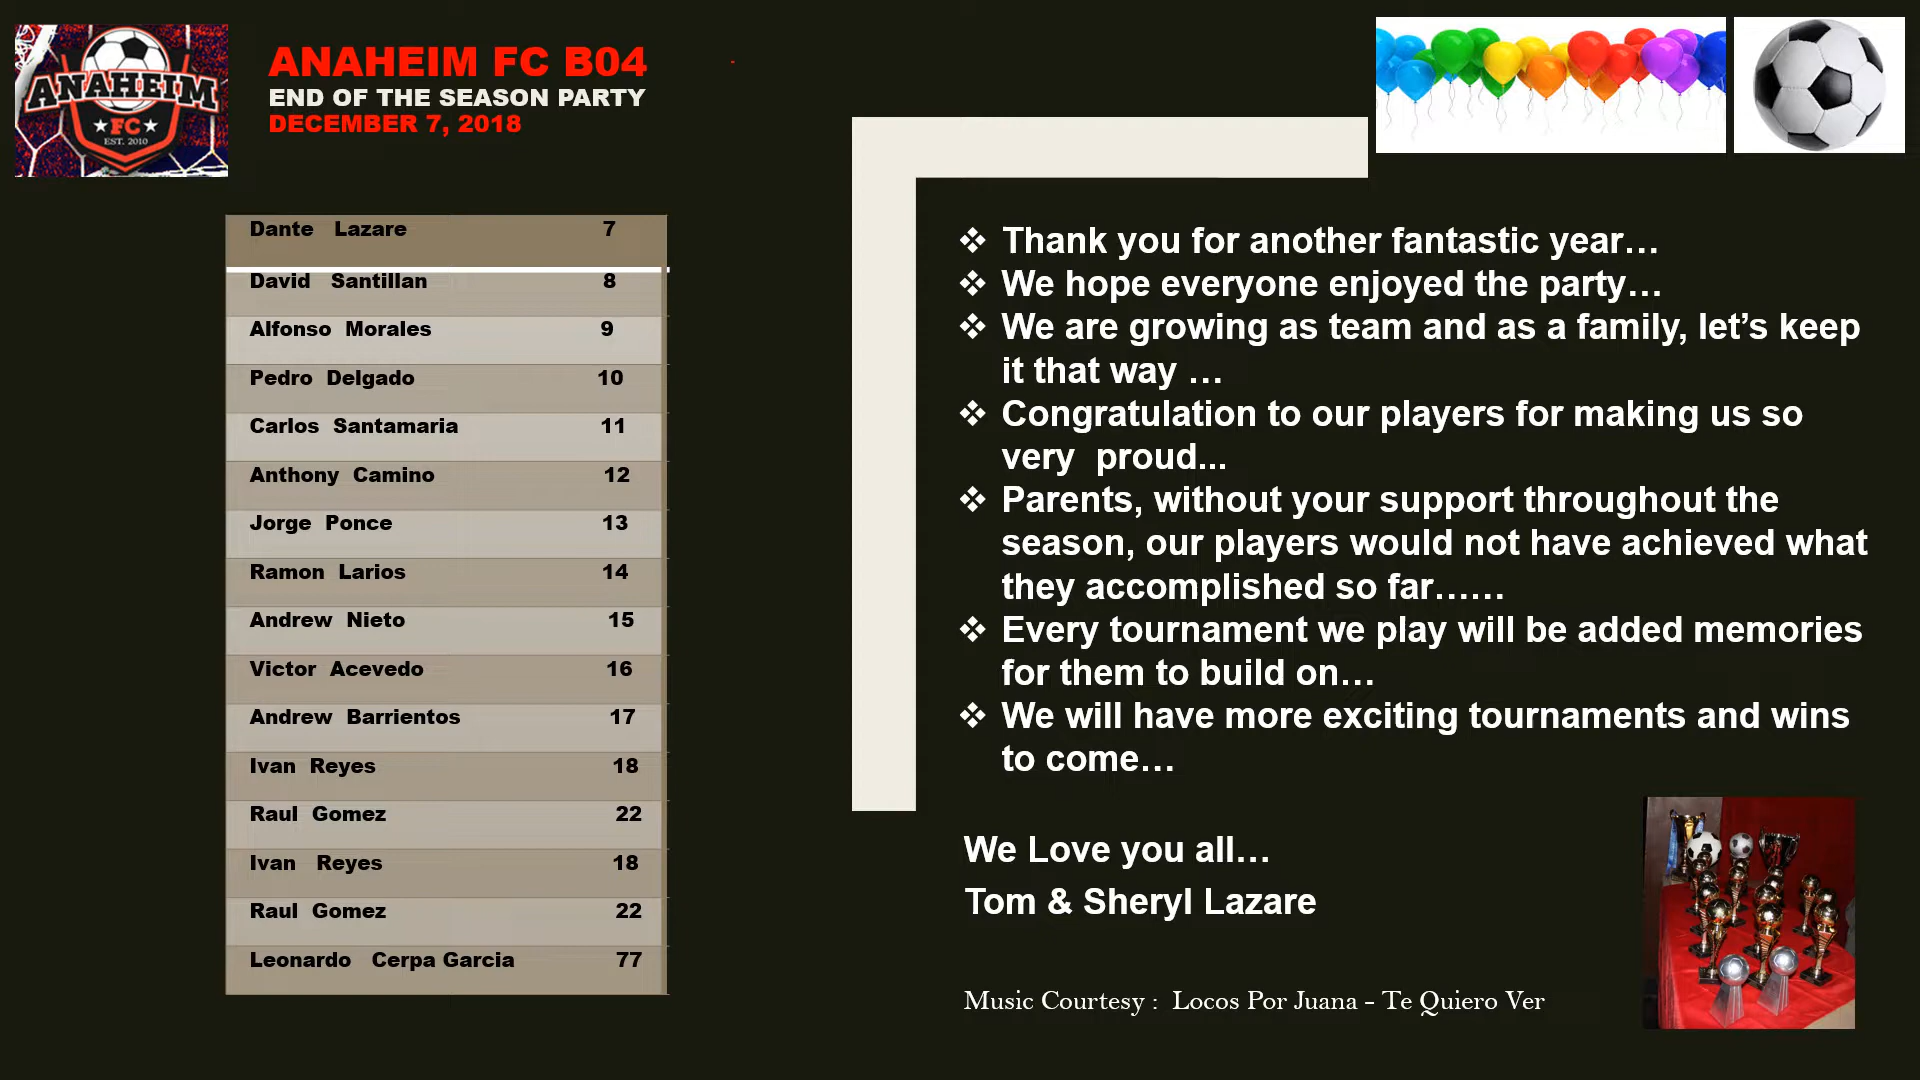 ANAHEIM
FC
EST. 2010
ANAHEIM FC B04
END OF THE SEASON PARTY
DECEMBER 7, 2018
Dante Lazare 7
David Santillan 8
Alfonso Morales 9
Pedro Delgado 10
Carlos Santamaria 11
Anthony Camino 12
Jorge Ponce 13
Ramon Larios 14
Andrew Nieto 15
Victor Acevedo 16
Andrew Barrientos 17
Ivan Reyes 18
Raul Gomez 22
Ivan Reyes 18
Raul Gomez 22
Leonardo Cerpa Garcia 77
❖ Thank you for another fantastic year…
❖ We hope everyone enjoyed the party…
❖ We are growing as team and as a family, let’s keep
it that way …
❖ Congratulation to our players for making us so
very proud...
❖ Parents, without your support throughout the
season, our players would not have achieved what
they accomplished so far……
❖ Every tournament we play will be added memories
for them to build on…
❖ We will have more exciting tournaments and wins
to come…
We Love you all…
Tom & Sheryl Lazare
Music Courtesy : Locos Por Juana - Te Quiero Ver